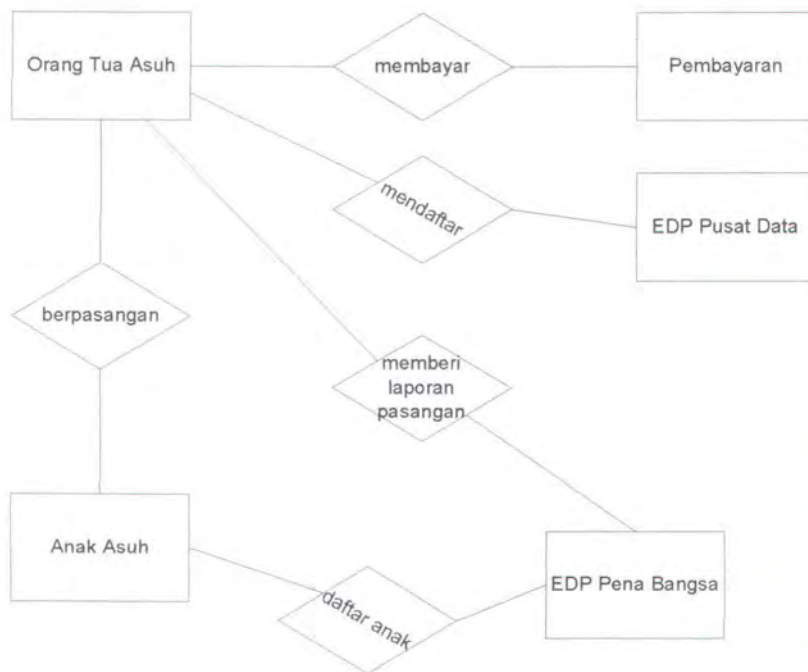 Orang Tua Asuh
membayar
Pembayaran
mendaftar
EDP Pusat Data
berpasangan
memberi
laporan
pasangan
Anak Asuh
EDP Pena Bangsa
daftar anak